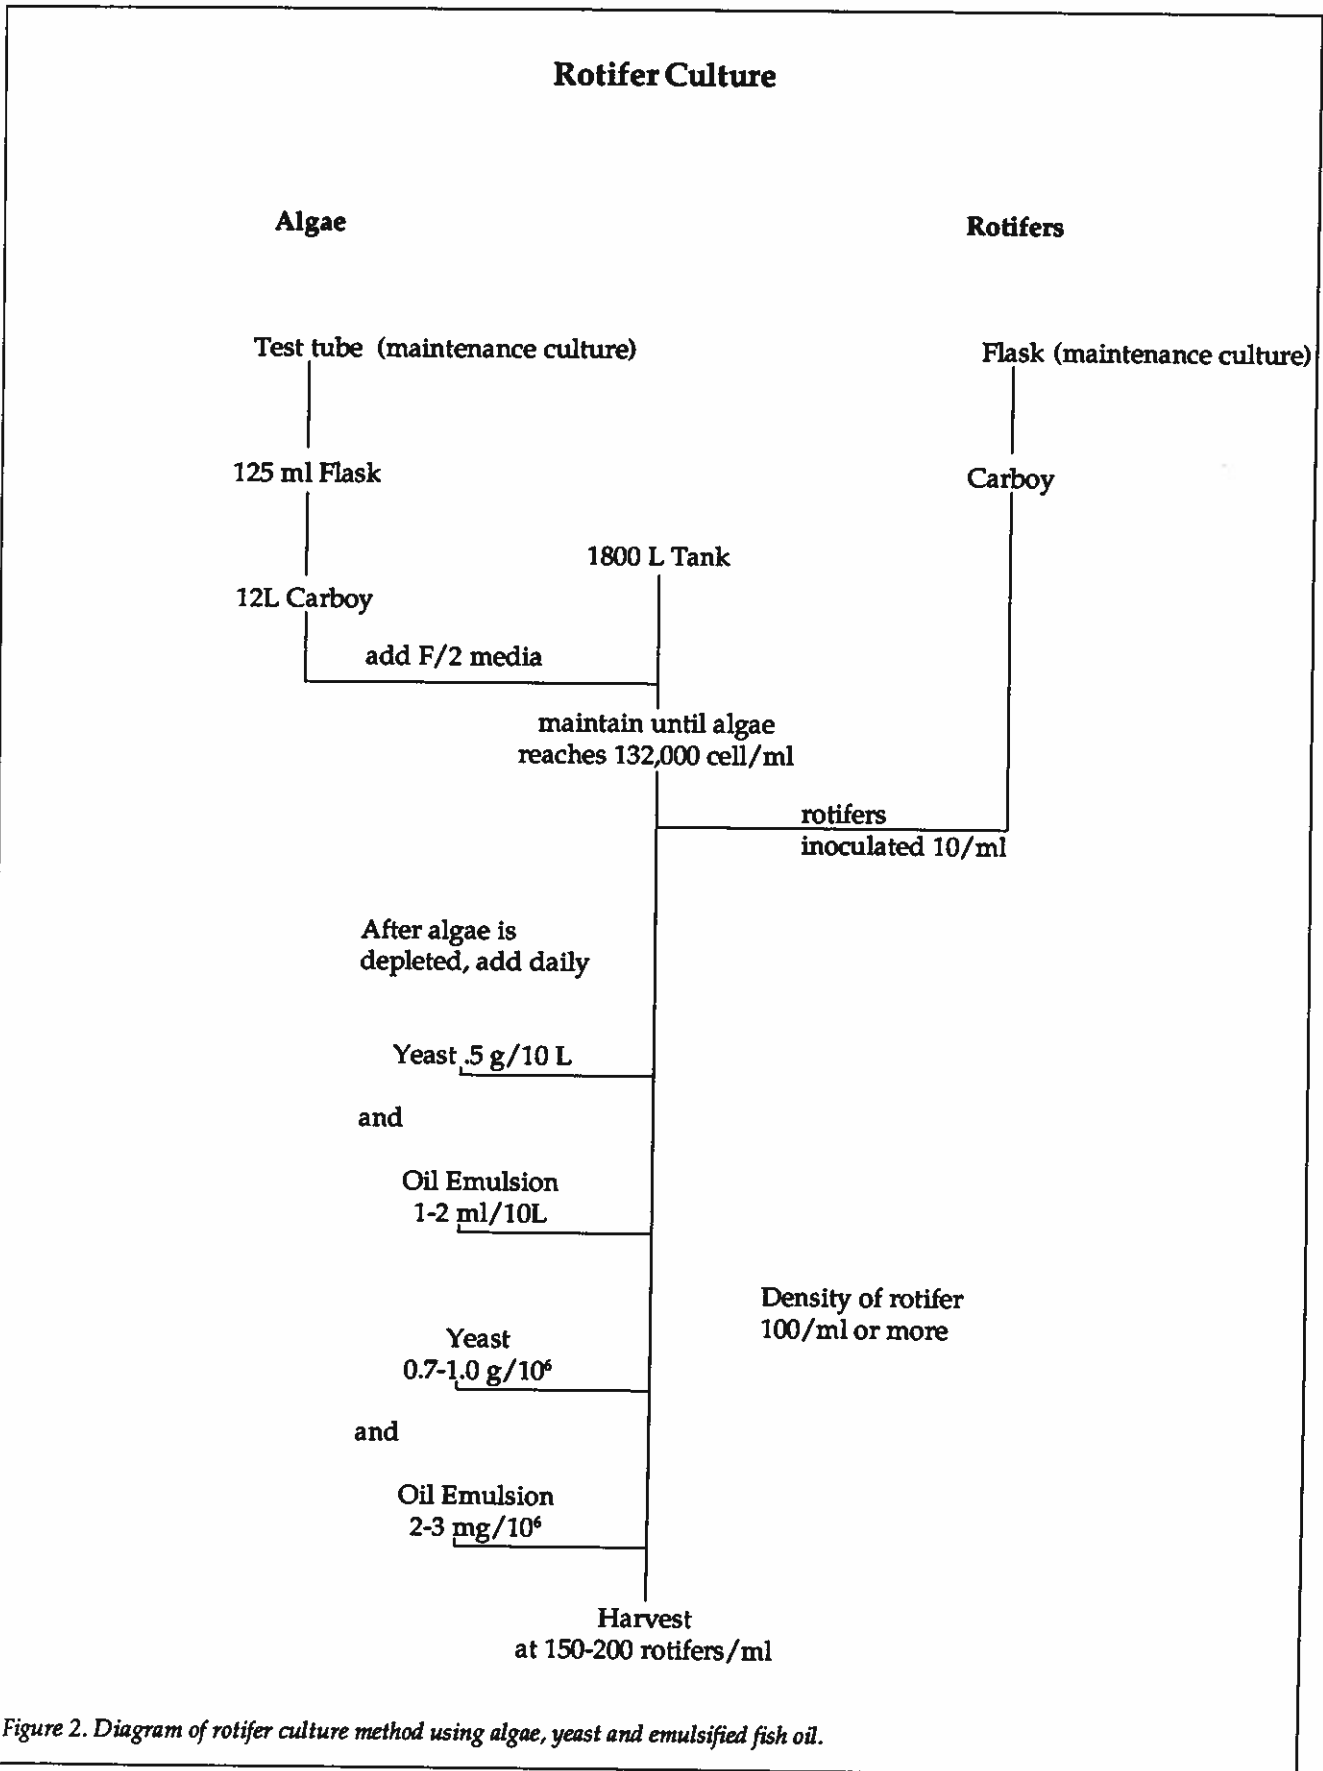 Rotifer Culture
Algae
Rotifers
Test tube (maintenance culture)
Flask (maintenance culture)
125 ml Flask
Carboy
1800 L Tank
12L Carboy
add F/2 media
maintain until algae
reaches 132,000 cell/ml
rotifers
inoculated 10/ml
After algae is
depleted, add daily
Yeast .5 g/10 L
and
Oil Emulsion
1-2 ml/10L
Density of rotifer
100/ml or more
Yeast
0.7-1.0 g/10⁶
and
Oil Emulsion
2-3 mg/10⁶
Harvest
at 150-200 rotifers/ml
Figure 2. Diagram of rotifer culture method using algae, yeast and emulsified fish oil.